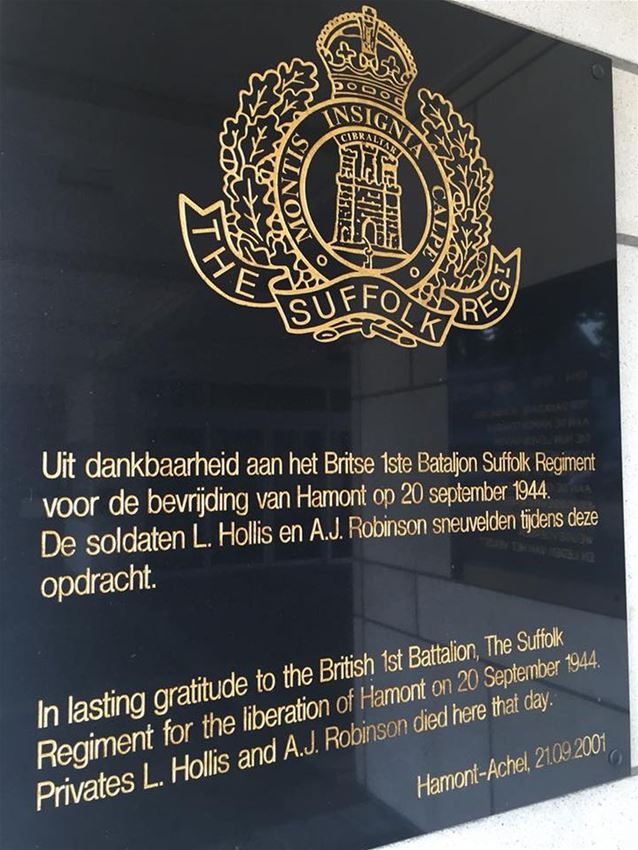 MONTIS INSIGNIA CALPE
GIBRALTAR
THE SUFFOLK REGT
Uit dankbaarheid aan het Britse 1ste Bataljon Suffolk Regiment
voor de bevrijding van Hamont op 20 september 1944.
De soldaten L. Hollis en A.J. Robinson sneuvelden tijdens deze
opdracht.
In lasting gratitude to the British 1st Battalion, The Suffolk
Regiment for the liberation of Hamont on 20 September 1944.
Privates L. Hollis and A.J. Robinson died here that day.
Hamont-Achel, 21.09.2001